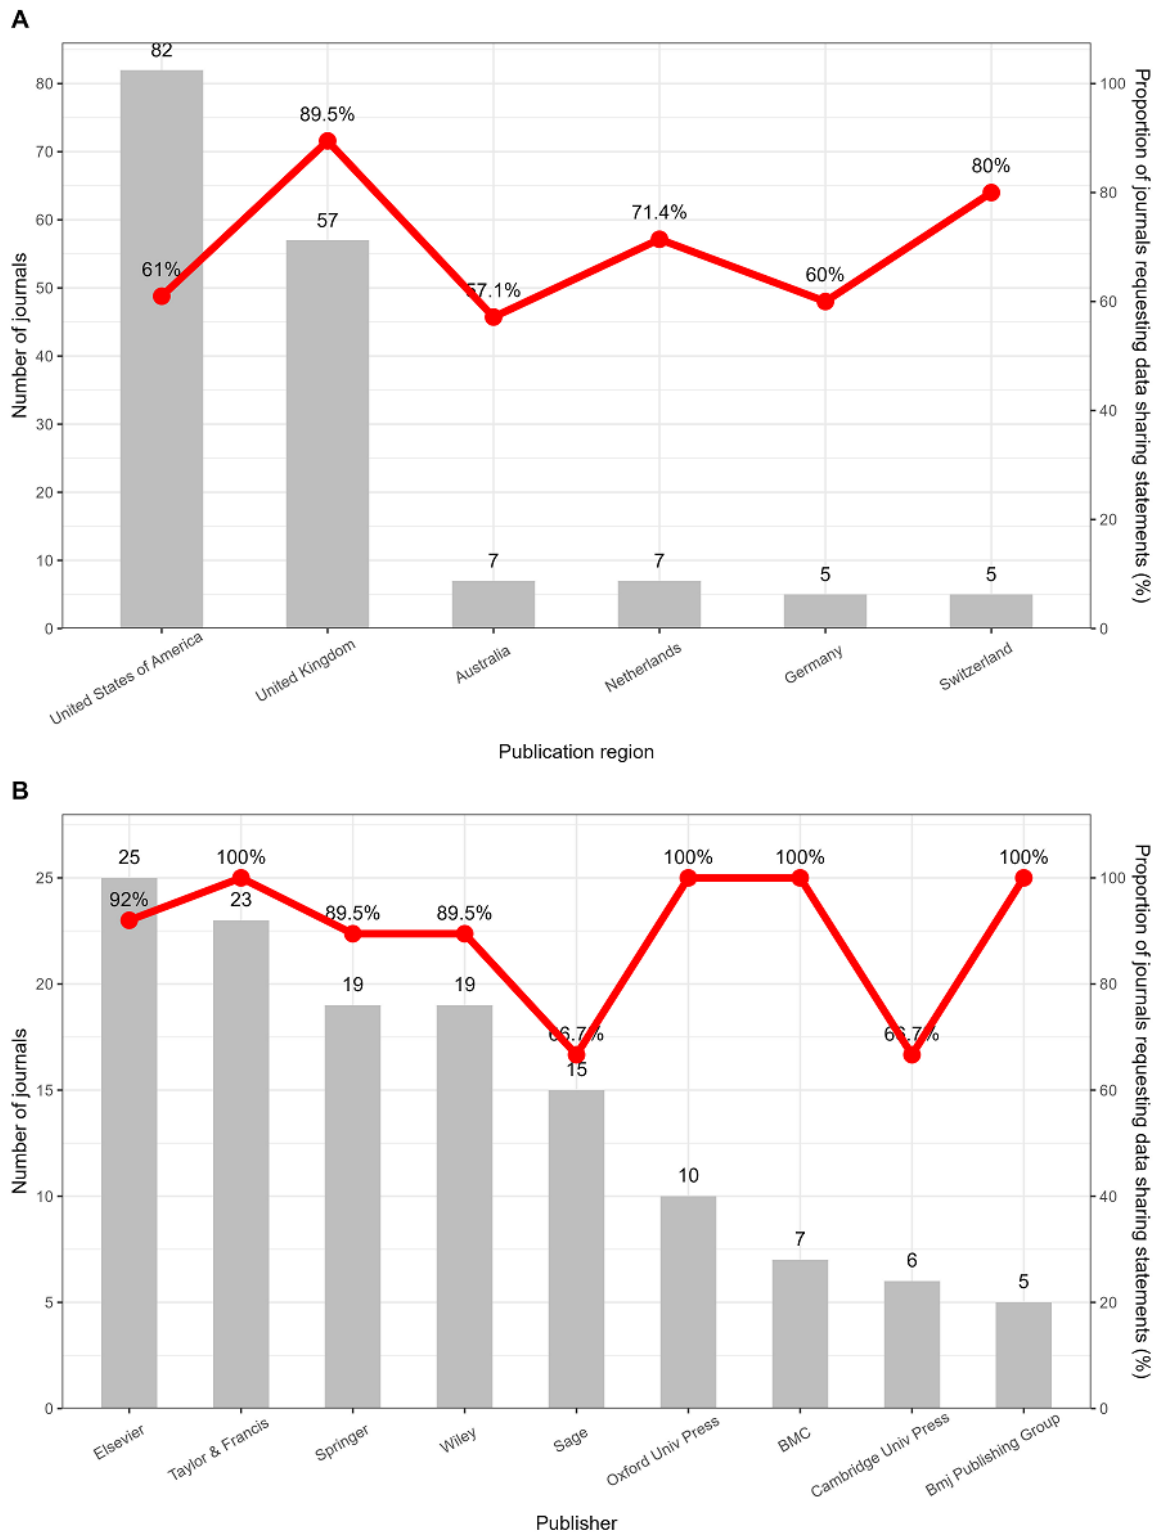 A
82
89.5%
80%
71.4%
57
61%
60%
57.1%
7
7
5
5
80
70
60
50
40
30
20
10
0
100
80
60
40
20
0
Number of journals
Proportion of journals requesting data sharing statements (%)
United States of America
United Kingdom
Australia
Netherlands
Germany
Switzerland
Publication region
B
25
100%
100%
100%
100%
92%
23
89.5%
89.5%
19
19
66.7%
66.7%
15
10
7
6
5
25
20
15
10
5
0
100
80
60
40
20
0
Number of journals
Proportion of journals requesting data sharing statements (%)
Elsevier
Taylor & Francis
Springer
Wiley
Sage
Oxford Univ Press
BMC
Cambridge Univ Press
Bmj Publishing Group
Publisher